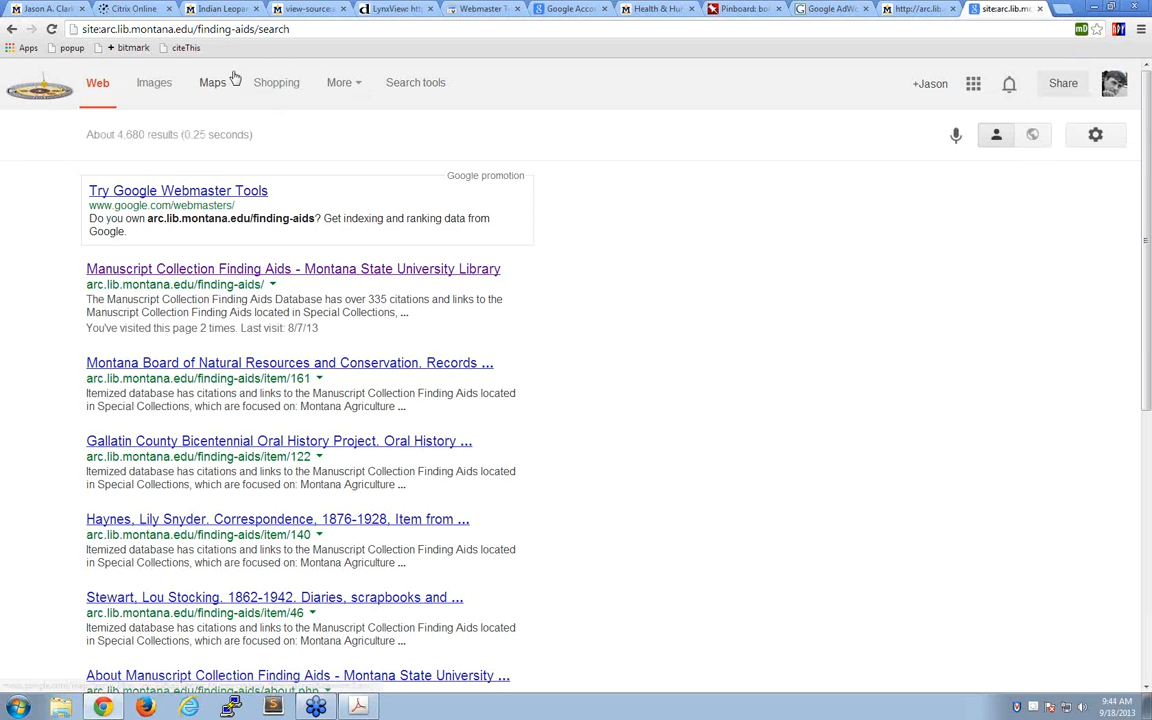 Jason A. Clar
Citrix Online
Indian Leopa
view-source:
LynxView: htt
Webmaster T
Google Acco
Health & Hu
Pinboard: bo
Google AdWo
http://arc.lib.
site:arc.lib.mo
site:arc.lib.montana.edu/finding-aids/search
Apps
popup
+ bitmark
citeThis
Web
Images
Maps
Shopping
More
Search tools
+Jason
Share
About 4,680 results (0.25 seconds)
Google promotion
Try Google Webmaster Tools
www.google.com/webmasters/
Do you own arc.lib.montana.edu/finding-aids? Get indexing and ranking data from
Google.
Manuscript Collection Finding Aids - Montana State University Library
arc.lib.montana.edu/finding-aids/
The Manuscript Collection Finding Aids Database has over 335 citations and links to the
Manuscript Collection Finding Aids located in Special Collections, ...
You've visited this page 2 times. Last visit: 8/7/13
Montana Board of Natural Resources and Conservation. Records ...
arc.lib.montana.edu/finding-aids/item/161
Itemized database has citations and links to the Manuscript Collection Finding Aids located
in Special Collections, which are focused on: Montana Agriculture ...
Gallatin County Bicentennial Oral History Project. Oral History ...
arc.lib.montana.edu/finding-aids/item/122
Itemized database has citations and links to the Manuscript Collection Finding Aids located
in Special Collections, which are focused on: Montana Agriculture ...
Haynes, Lily Snyder. Correspondence, 1876-1928, Item from ...
arc.lib.montana.edu/finding-aids/item/140
Itemized database has citations and links to the Manuscript Collection Finding Aids located
in Special Collections, which are focused on: Montana Agriculture ...
Stewart, Lou Stocking. 1862-1942. Diaries, scrapbooks and ...
arc.lib.montana.edu/finding-aids/item/46
Itemized database has citations and links to the Manuscript Collection Finding Aids located
in Special Collections, which are focused on: Montana Agriculture ...
About Manuscript Collection Finding Aids - Montana State University ...
arc.lib.montana.edu/finding-aids/about.php
9:44 AM
9/18/2013